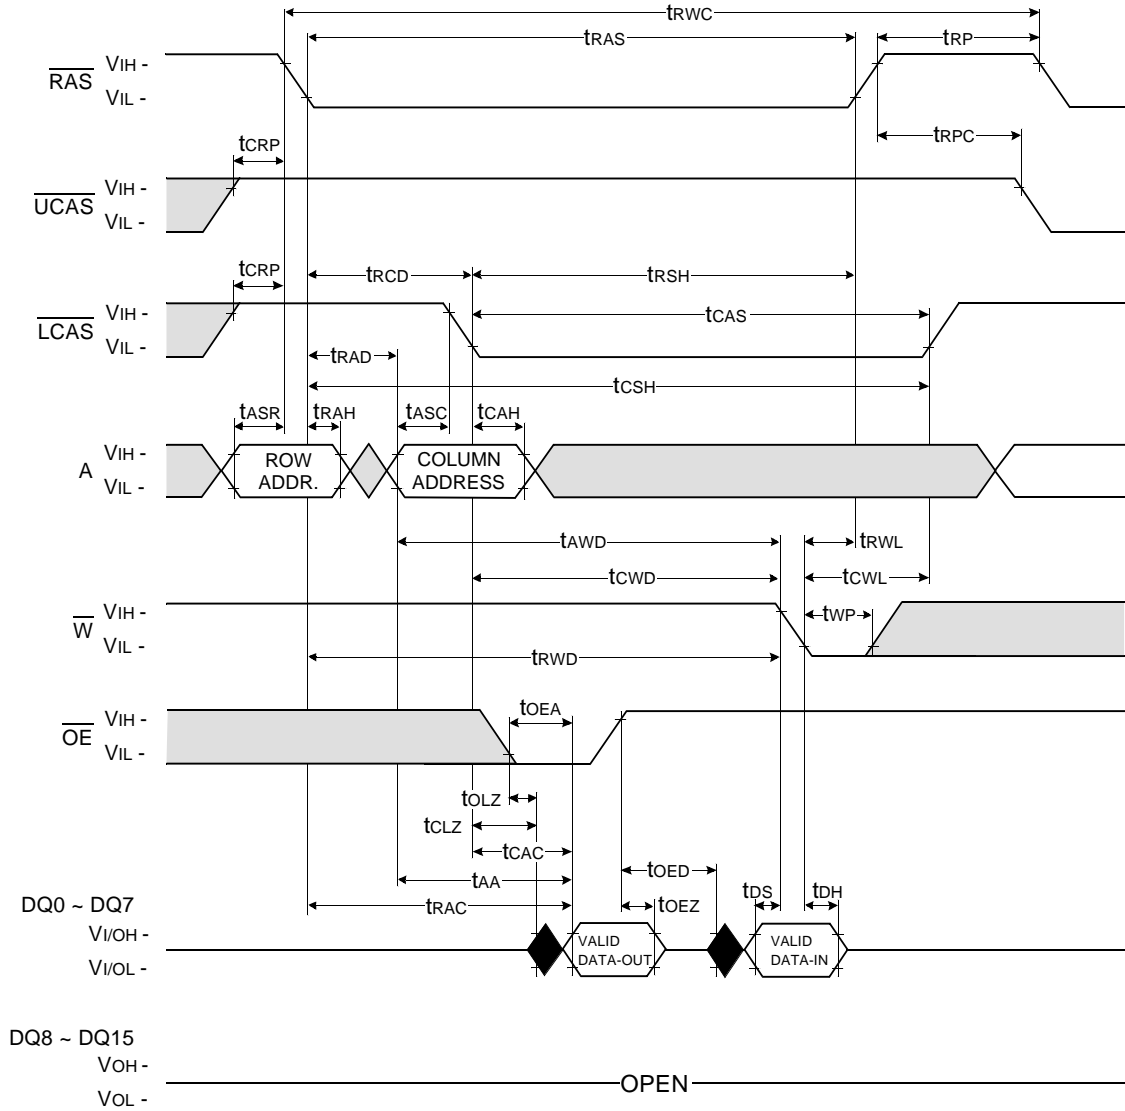 tRWC
tRAS
tRP
RAS
VIH -
VIL -
tCRP
tRPC
UCAS
VIH -
VIL -
tCRP
tRCD
tRSH
LCAS
VIH -
VIL -
tCAS
tRAD
tCSH
tASR
tRAH
tASC
tCAH
A
VIH -
VIL -
ROW
ADDR.
COLUMN
ADDRESS
tAWD
tRWL
tCWD
tCWL
W
VIH -
VIL -
tWP
tRWD
OE
VIH -
VIL -
tOEA
tOLZ
tCLZ
tCAC
tOED
tAA
tDS
tDH
tRAC
tOEZ
DQ0 ~ DQ7
VI/OH -
VI/OL -
VALID
DATA-OUT
VALID
DATA-IN
DQ8 ~ DQ15
VOH -
VOL -
OPEN